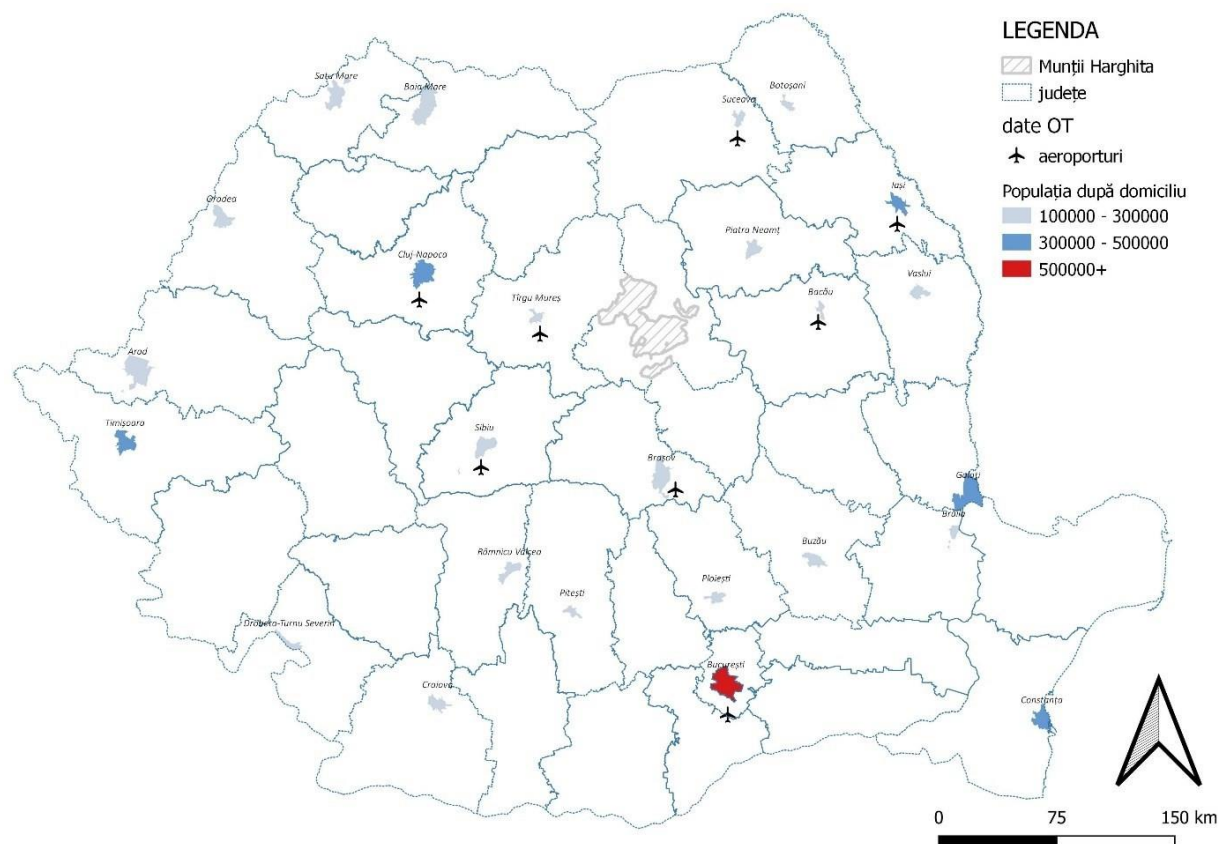 LEGENDA
Munții Harghita
județe
date OT
aeroporturi
Populația după domiciliu
100000 - 300000
300000 - 500000
500000+
Satu Mare
Baia Mare
Suceava
Botoșani
Oradea
Iași
Piatra Neamț
Cluj-Napoca
Vaslui
Tîrgu Mureș
Bacău
Arad
Timișoara
Sibiu
Brașov
Galați
Brăila
Buzău
Râmnicu Vâlcea
Pitești
Ploiești
Drobeta-Turnu Severin
București
Craiova
Constanța
0 75 150 km